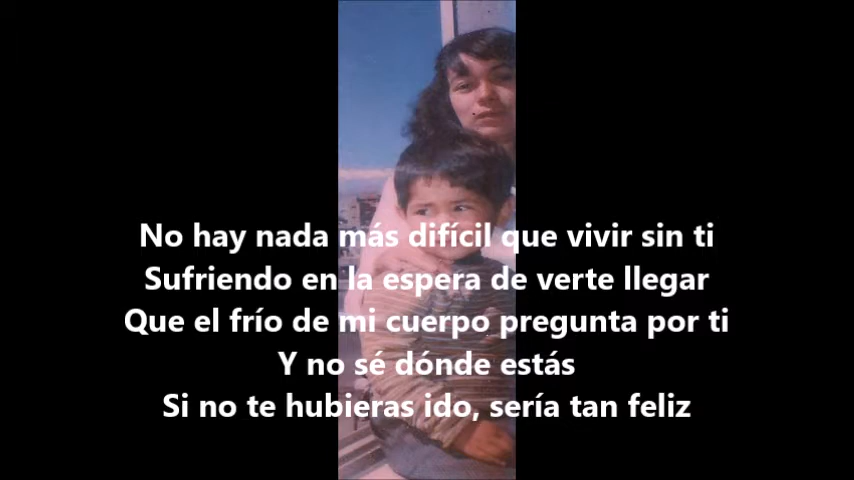 No hay nada más difícil que vivir sin ti
Sufriendo en la espera de verte llegar
Que el frío de mi cuerpo pregunta por ti
Y no sé dónde estás
Si no te hubieras ido, sería tan feliz